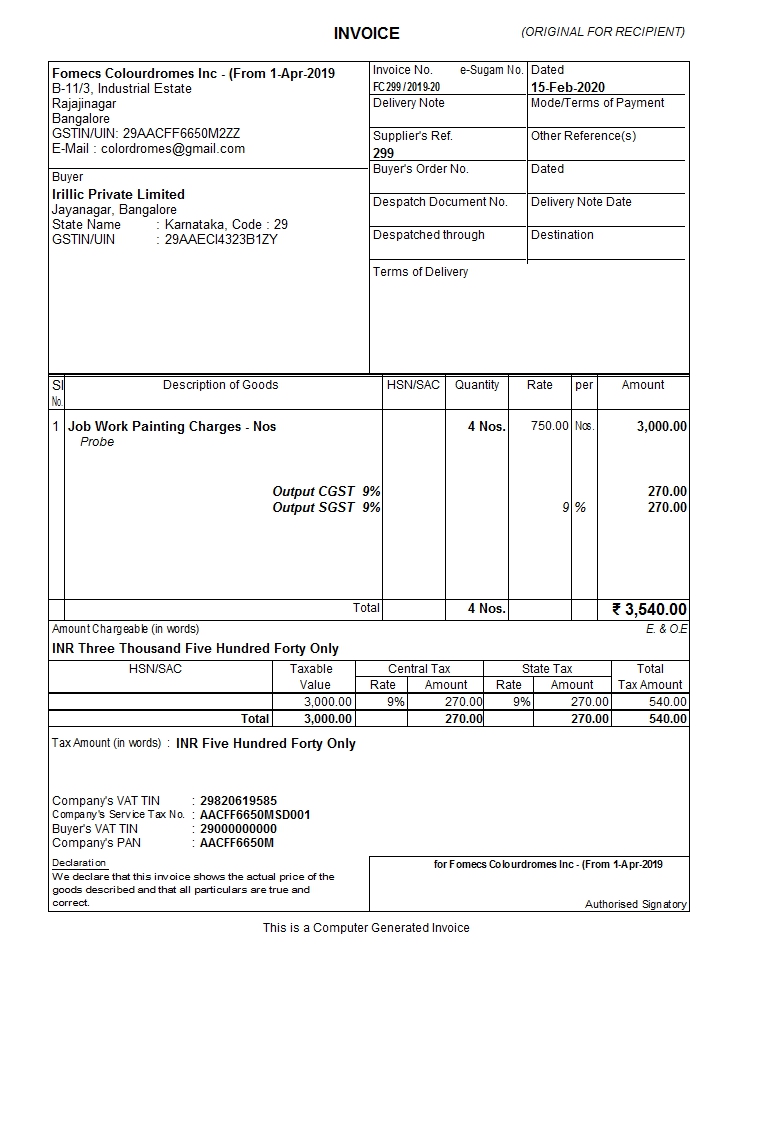 INVOICE
(ORIGINAL FOR RECIPIENT)
Fomecs Colourdromes Inc - (From 1-Apr-2019
B-11/3, Industrial Estate
Rajajinagar
Bangalore
GSTIN/UIN: 29AACFF6650M2ZZ
E-Mail : colordromes@gmail.com
Buyer
Irillic Private Limited
Jayanagar, Bangalore
State Name : Karnataka, Code : 29
GSTIN/UIN : 29AAECI4323B1ZY
Invoice No. e-Sugam No. Dated
FC 299 / 2019-20 15-Feb-2020
Delivery Note Mode/Terms of Payment
Supplier's Ref. Other Reference(s)
299
Buyer's Order No. Dated
Despatch Document No. Delivery Note Date
Despatched through Destination
Terms of Delivery
Sl No. Description of Goods HSN/SAC Quantity Rate per Amount
1 Job Work Painting Charges - Nos 4 Nos. 750.00 Nos. 3,000.00
Probe
Output CGST 9% 270.00
Output SGST 9% 9 % 270.00
Total 4 Nos. ₹ 3,540.00
Amount Chargeable (in words) E. & O.E
INR Three Thousand Five Hundred Forty Only
HSN/SAC Taxable Central Tax State Tax Total
Value Rate Amount Rate Amount Tax Amount
3,000.00 9% 270.00 9% 270.00 540.00
Total 3,000.00 270.00 270.00 540.00
Tax Amount (in words) : INR Five Hundred Forty Only
Company's VAT TIN : 29820619585
Company's Service Tax No. : AACFF6650MSD001
Buyer's VAT TIN : 29000000000
Company's PAN : AACFF6650M
Declaration
We declare that this invoice shows the actual price of the
goods described and that all particulars are true and
correct.
for Fomecs Colourdromes Inc - (From 1-Apr-2019
Authorised Signatory
This is a Computer Generated Invoice